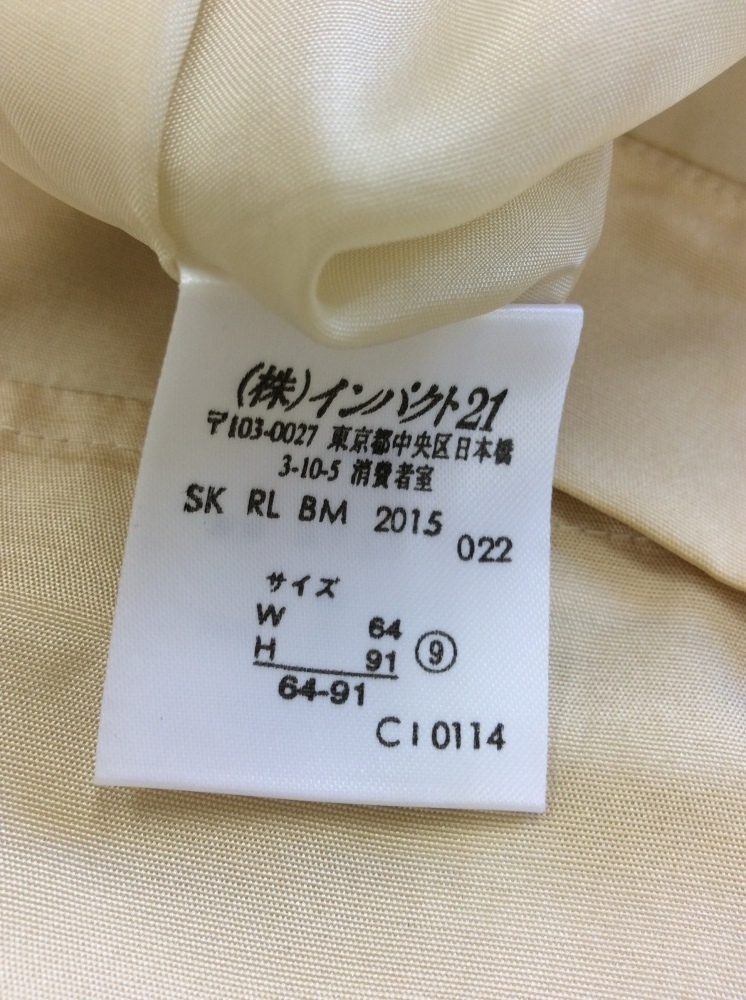 (株)インパクト21
〒103-0027 東京都中央区日本橋
3-10-5 消費者室
SK RL BM 2015
022
サイズ
W 64
H 91 ⑨
64-91
CI 0114